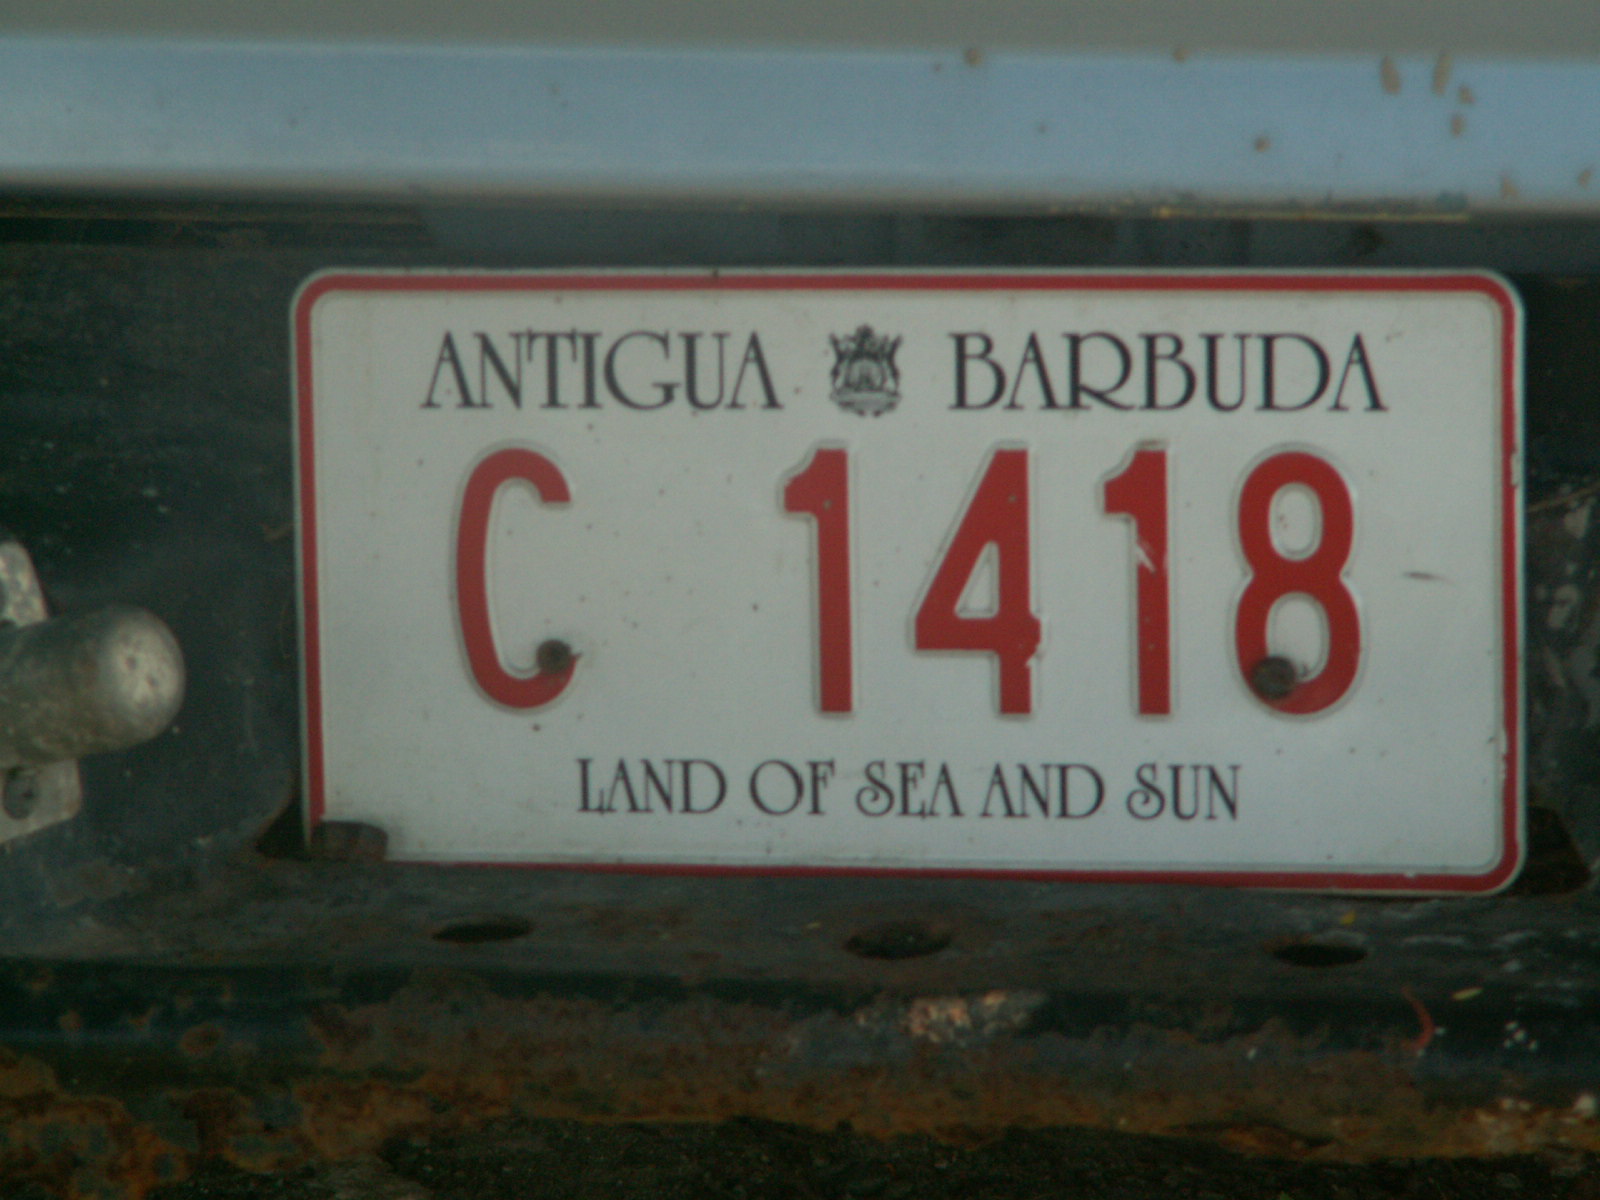 ANTIGUA BARBUDA
C 1418
LAND OF SEA AND SUN